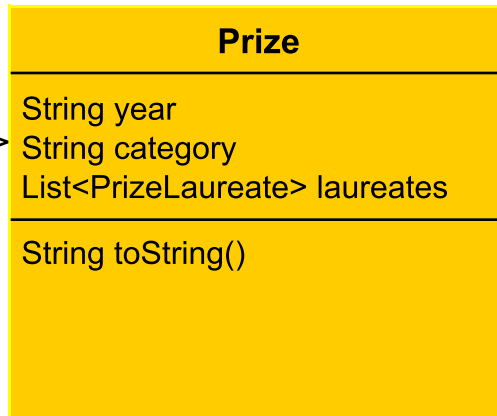 Prize
String year
String category
List<PrizeLaureate> laureates
String toString()